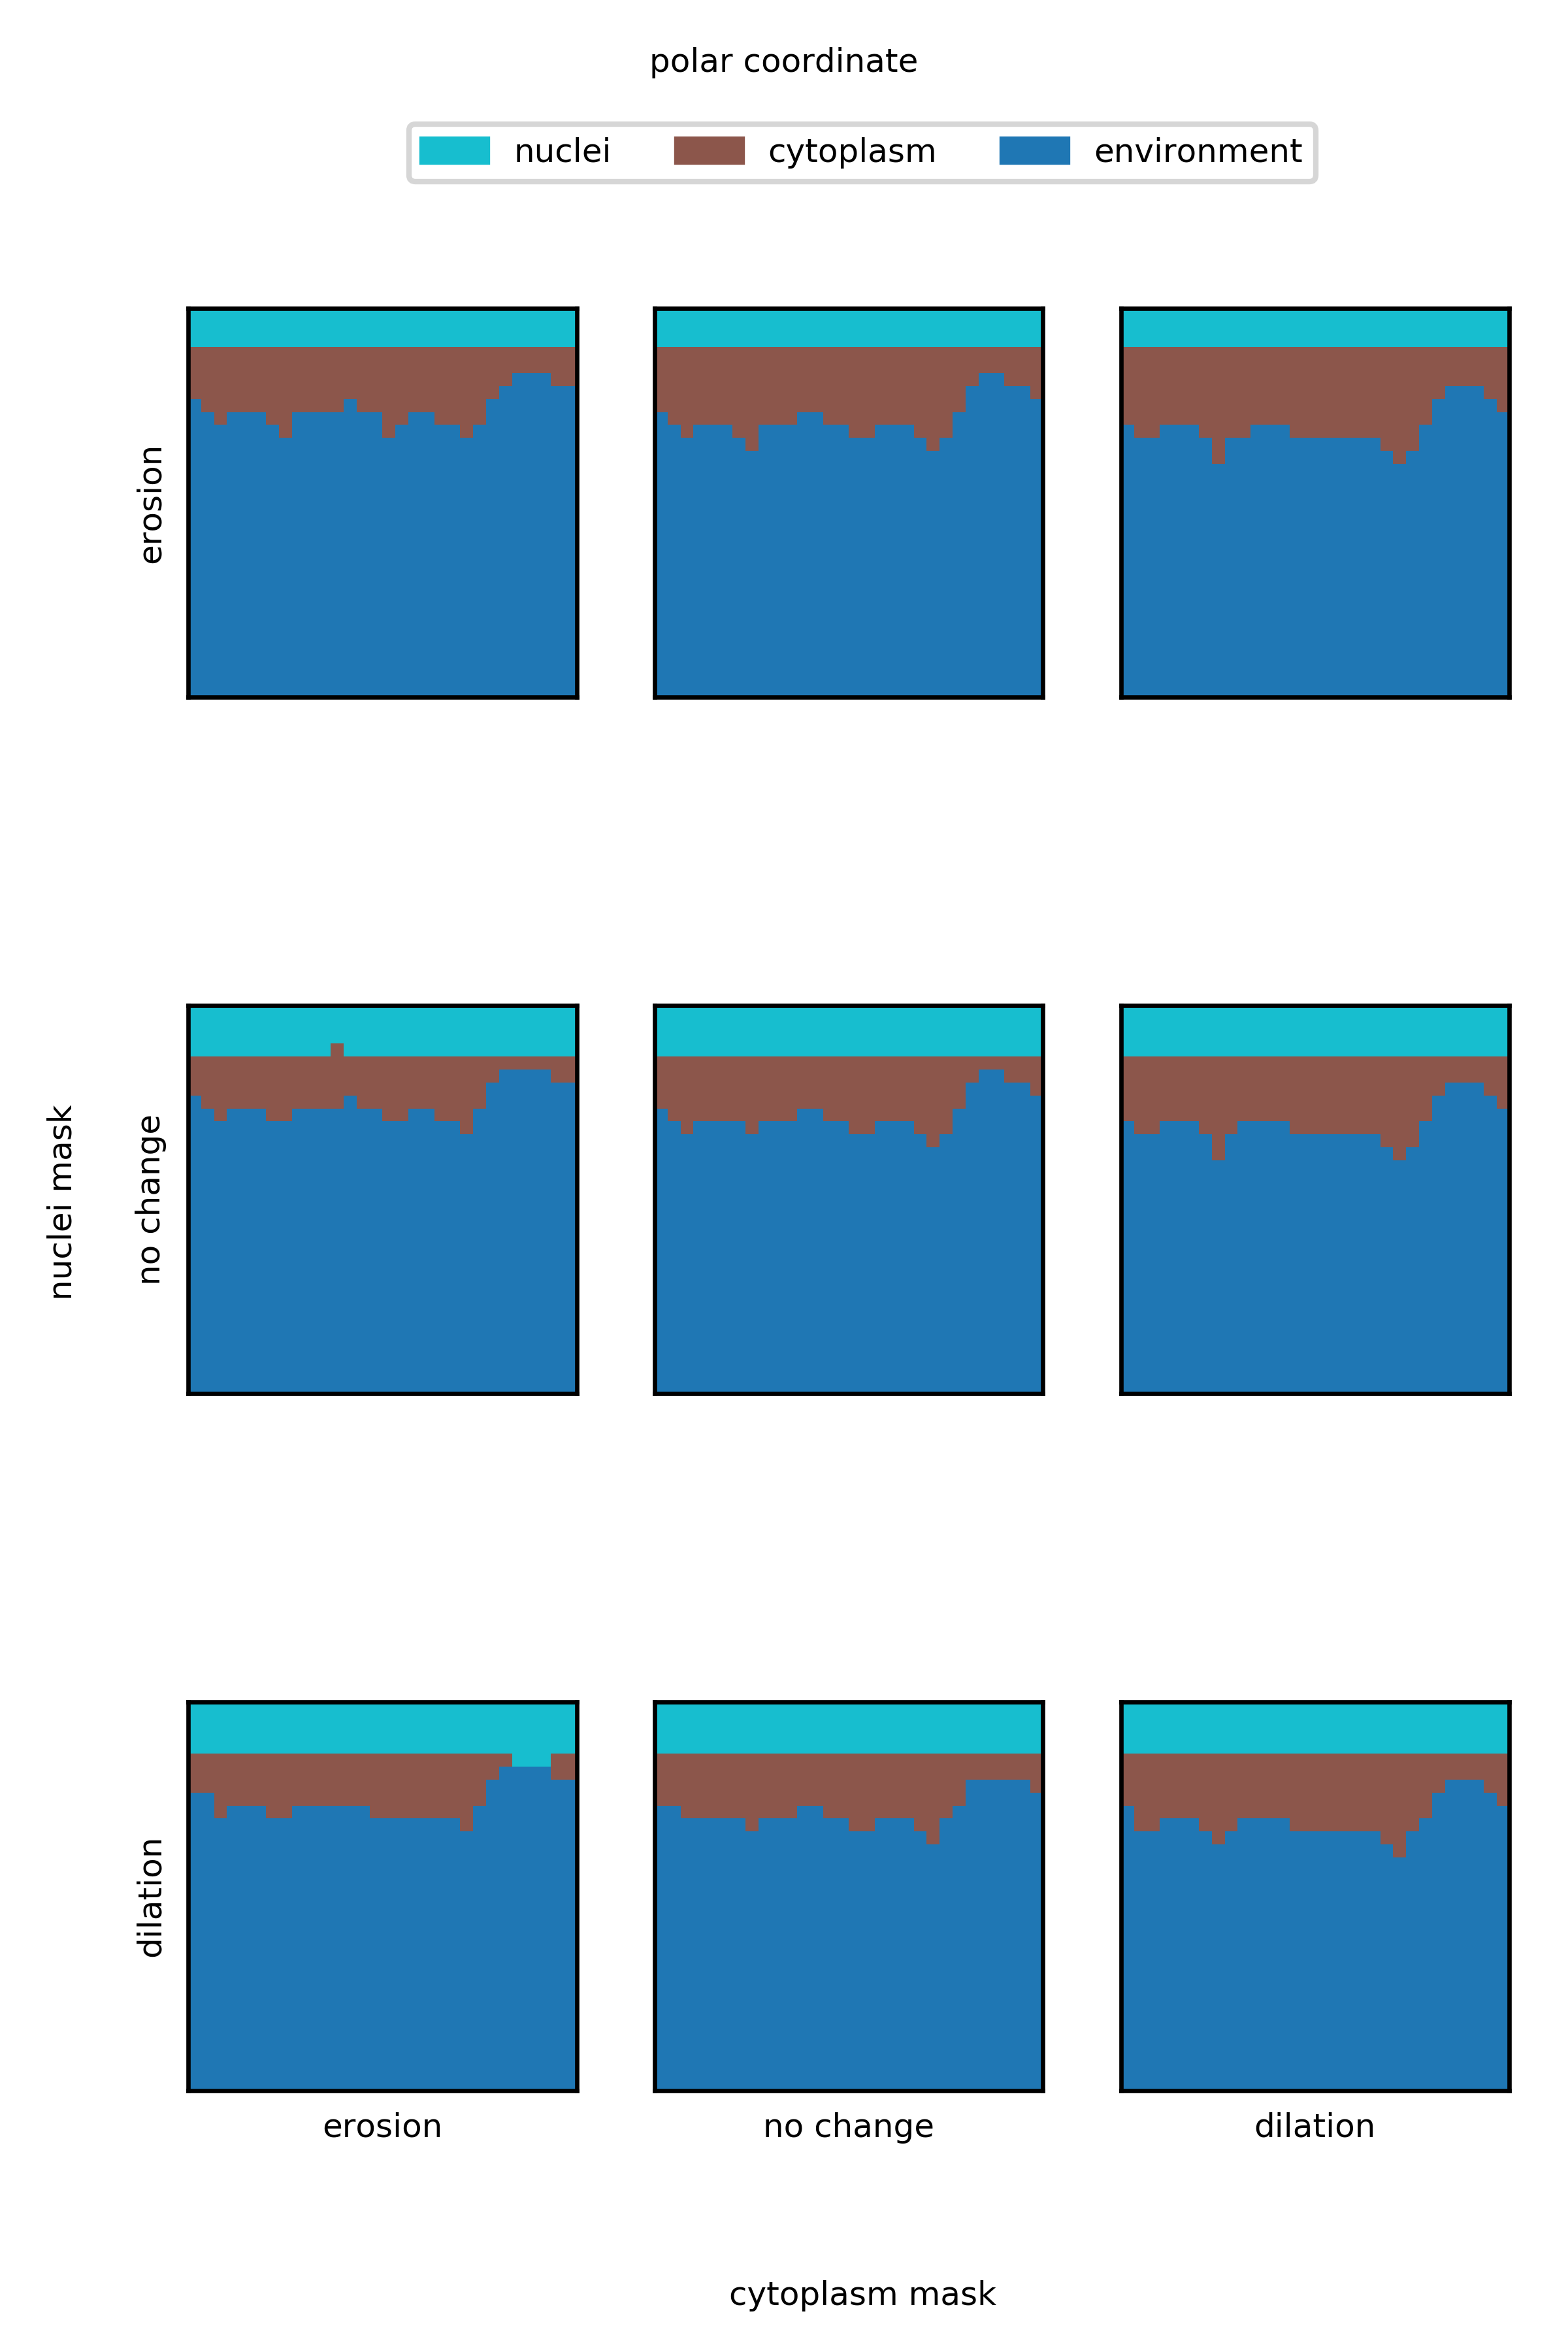 polar coordinate
nuclei
cytoplasm
environment
erosion
nuclei mask
no change
dilation
erosion
no change
dilation
cytoplasm mask